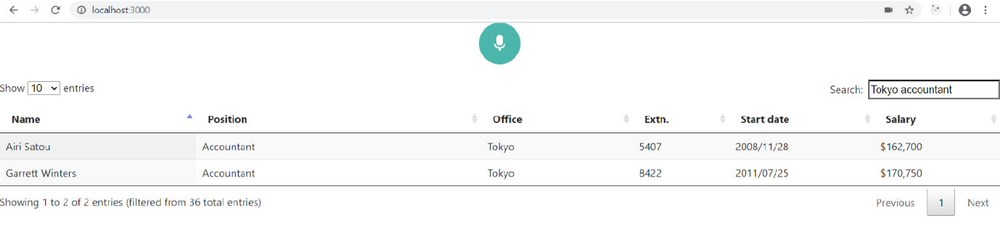 localhost:3000
Show 10 entries
Search: Tokyo accountant
Name Position Office Extn. Start date Salary
Airi Satou Accountant Tokyo 5407 2008/11/28 $162,700
Garrett Winters Accountant Tokyo 8422 2011/07/25 $170,750
Showing 1 to 2 of 2 entries (filtered from 36 total entries)
Previous 1 Next